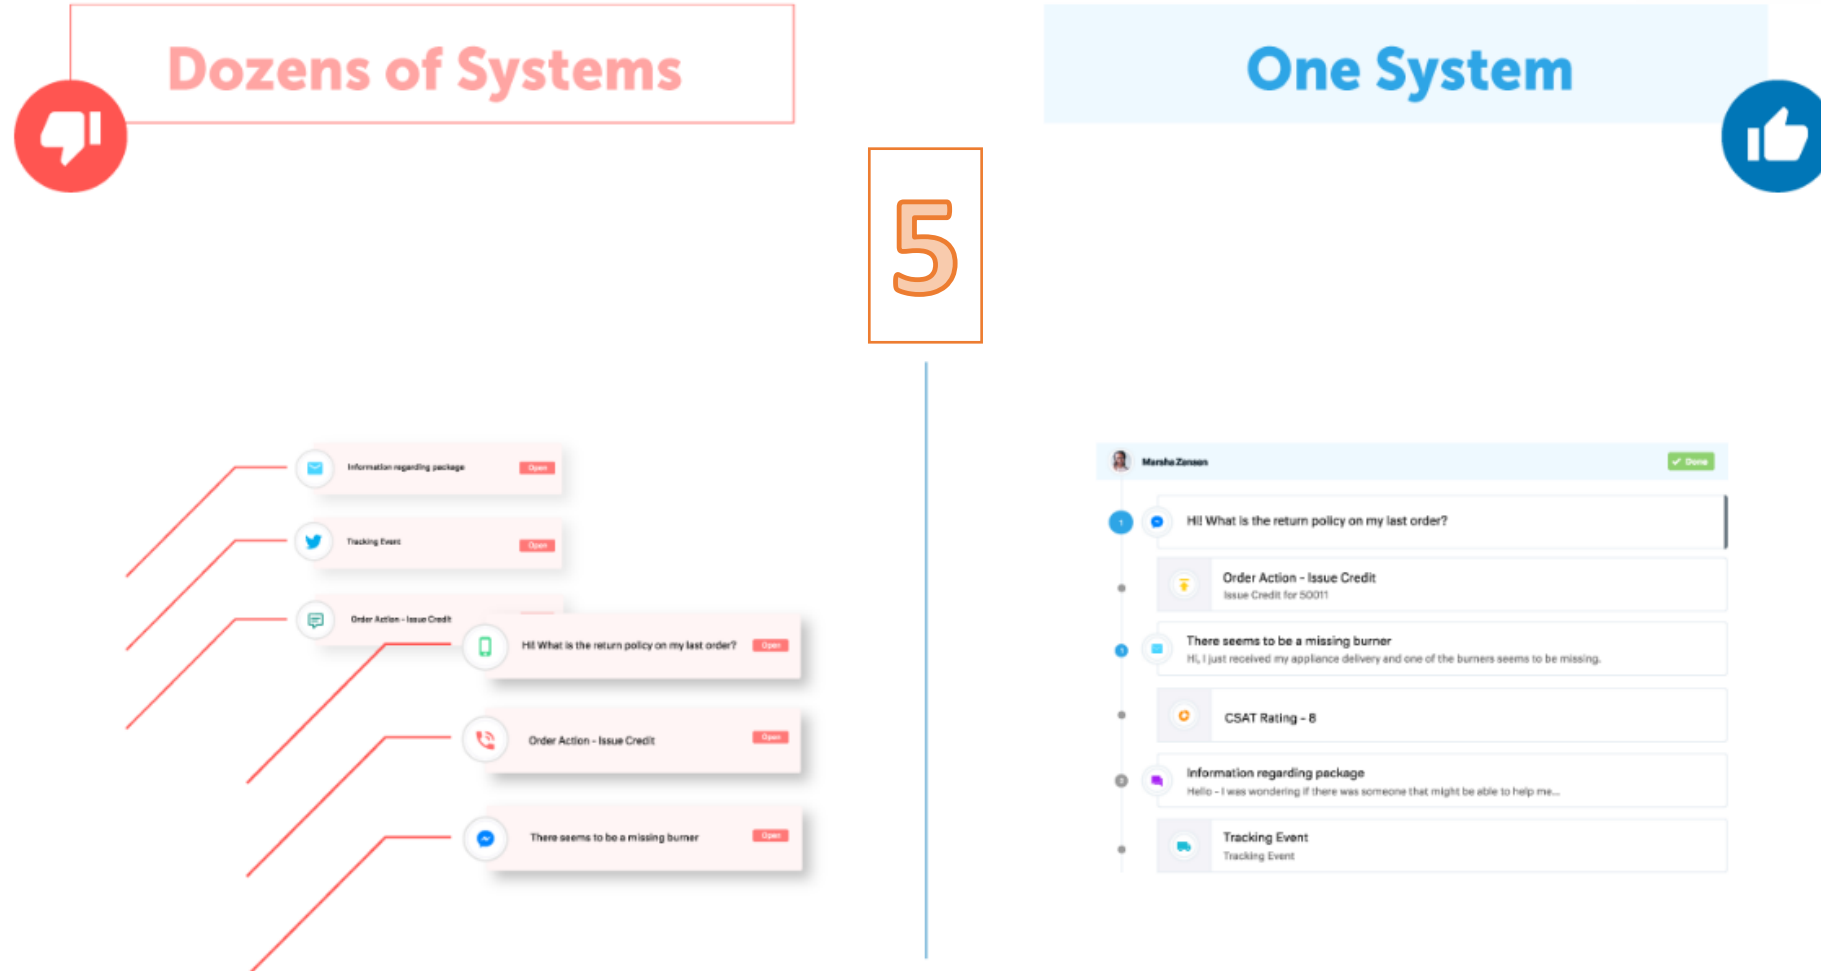 Dozens of Systems
One System
5
Information regarding package
Open
Tracking Event
Open
Order Action - Issue Credit
Hi! What is the return policy on my last order?
Open
Order Action - Issue Credit
Open
There seems to be a missing burner
Open
Marsha Zansen
Done
1
Hi! What is the return policy on my last order?
Order Action - Issue Credit
Issue Credit for 50011
There seems to be a missing burner
Hi, I just received my appliance delivery and one of the burners seems to be missing.
CSAT Rating - 8
Information regarding package
Hello - I was wondering if there was someone that might be able to help me...
Tracking Event
Tracking Event